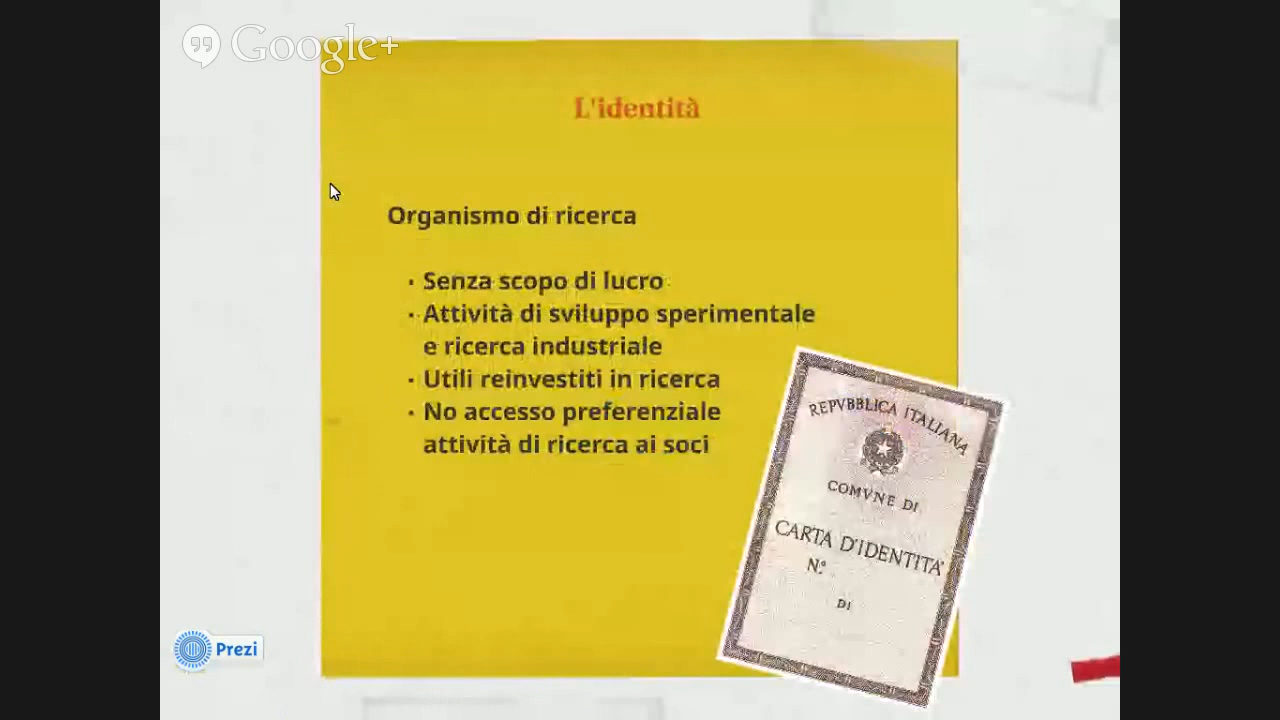 Google+
L'identità
Organismo di ricerca
· Senza scopo di lucro
· Attività di sviluppo sperimentale
e ricerca industriale
· Utili reinvestiti in ricerca
· No accesso preferenziale
attività di ricerca ai soci
REPVBBLICA ITALIANA
COMVNE DI
CARTA D'IDENTITA'
N.º
DI
Prezi